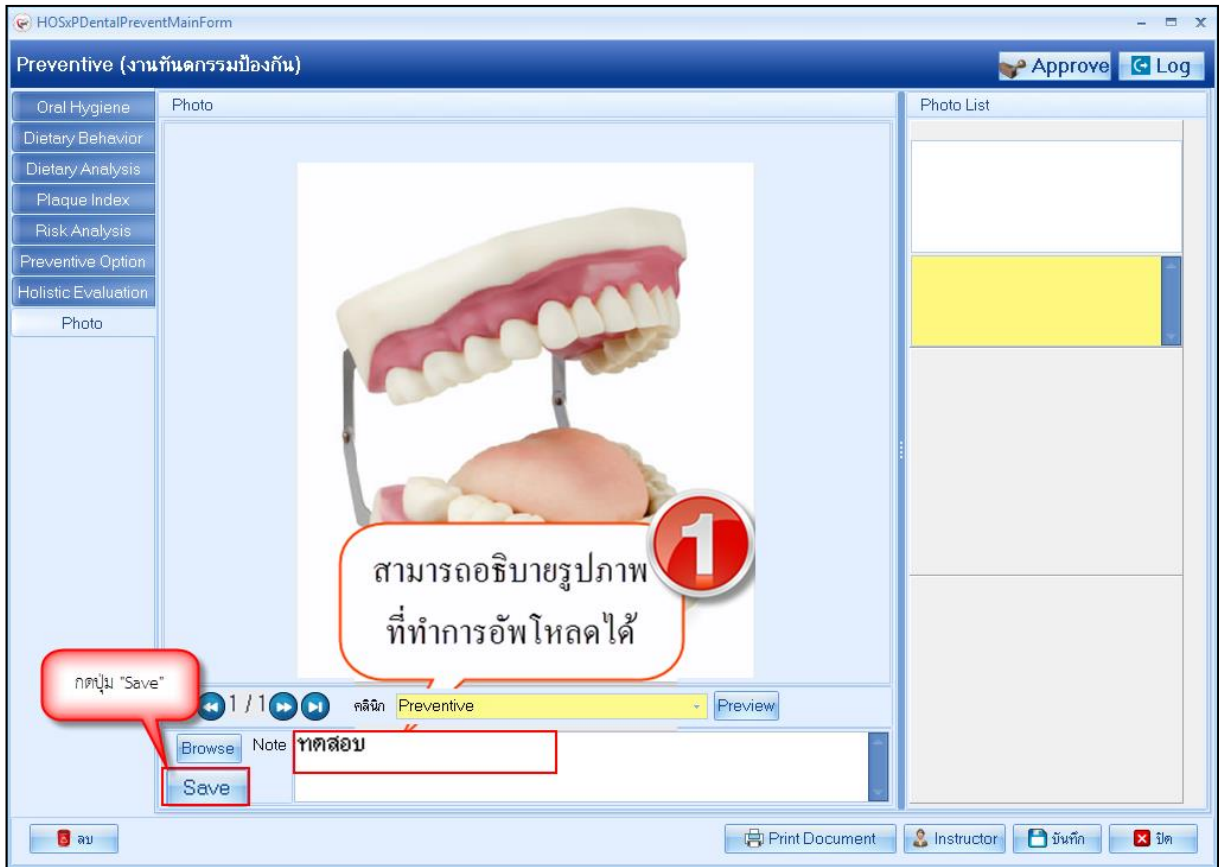 HOSxPDentalPreventMainForm
Preventive (งานทันตกรรมป้องกัน)
Approve
Log
Oral Hygiene
Dietary Behavior
Dietary Analysis
Plaque Index
Risk Analysis
Preventive Option
Holistic Evaluation
Photo
Photo
Photo List
1
สามารถอธิบายรูปภาพ
ที่ทำการอัพโหลดได้
กดปุ่ม "Save"
1 / 1
คลินิก
Preventive
Preview
Browse
Note
ทดสอบ
Save
ลบ
Print Document
Instructor
บันทึก
ปิด